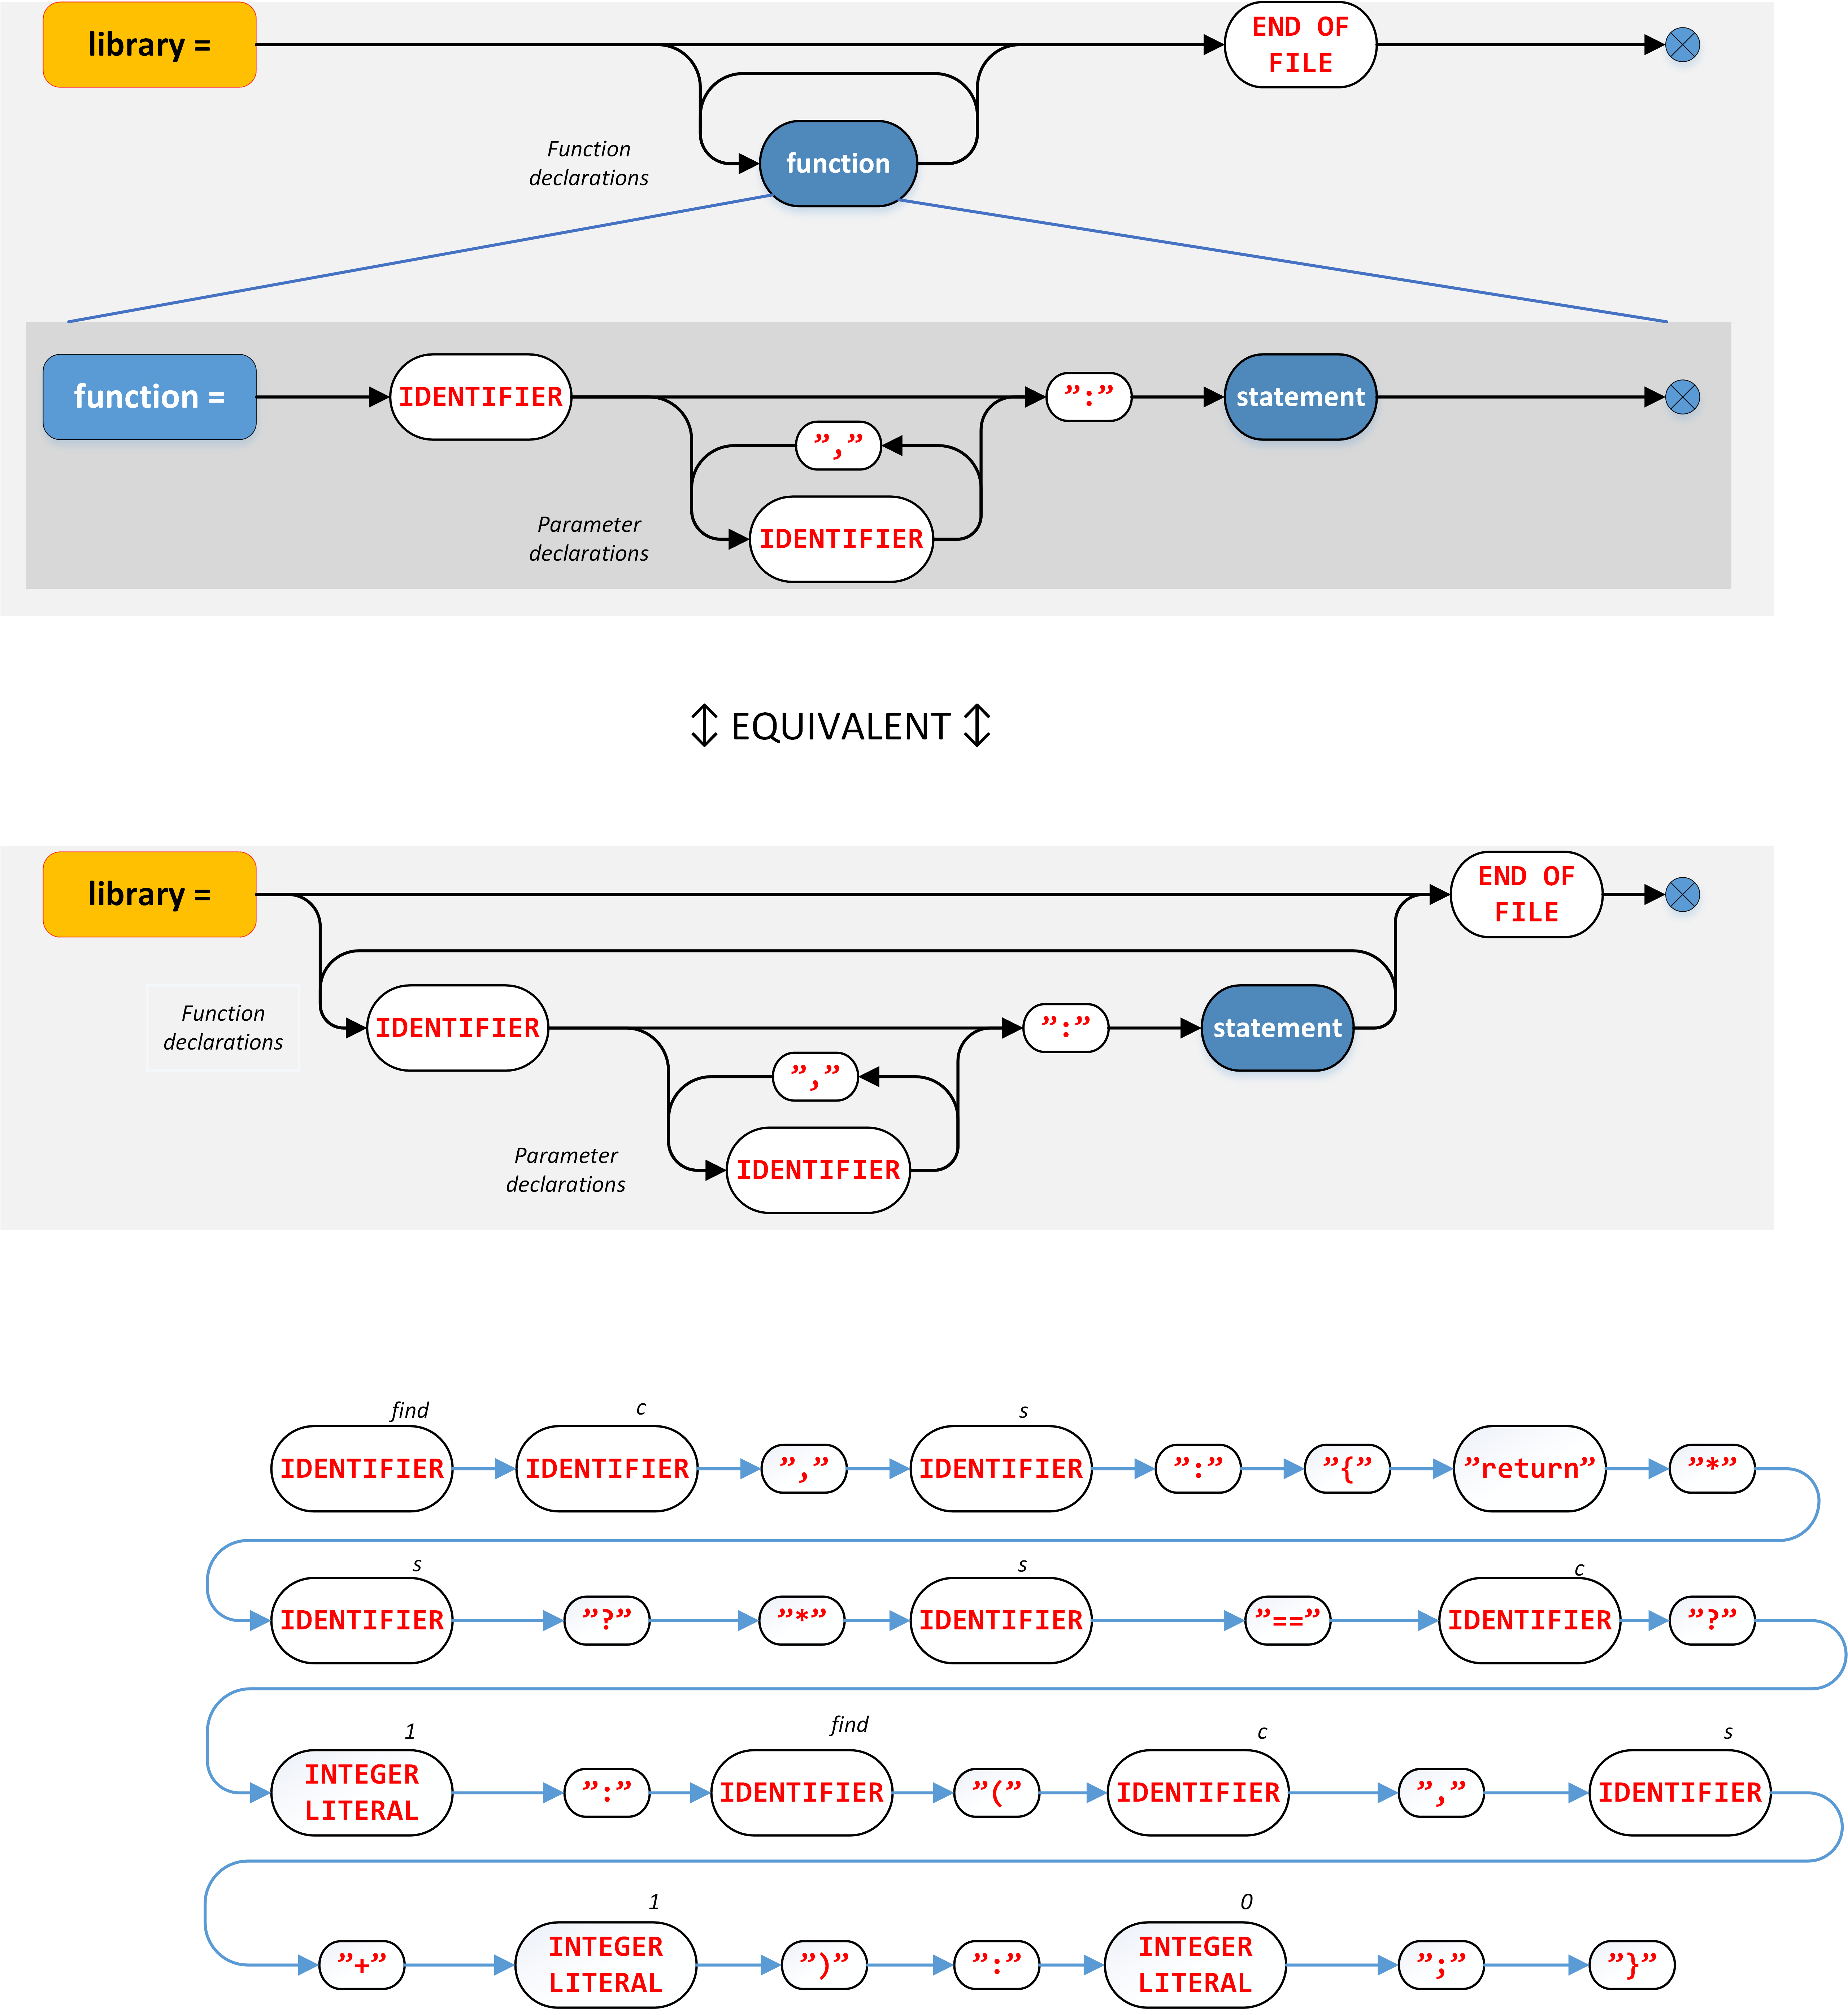 library =
END OF
FILE
Function
declarations
function
function =
IDENTIFIER
”:”
statement
”,”
Parameter
declarations
IDENTIFIER
↕ EQUIVALENT ↕
library =
END OF
FILE
Function
declarations
IDENTIFIER
”:”
statement
”,”
Parameter
declarations
IDENTIFIER
find c s
IDENTIFIER IDENTIFIER ”,” IDENTIFIER ”:” ”{” ”return” ”*”
s s c
IDENTIFIER ”?” ”*” IDENTIFIER ”==” IDENTIFIER ”?”
1 find c s
INTEGER
LITERAL
”:” IDENTIFIER ”(” IDENTIFIER ”,” IDENTIFIER
1 0
”+”
INTEGER
LITERAL
”)” ”:”
INTEGER
LITERAL
”;” ”}”